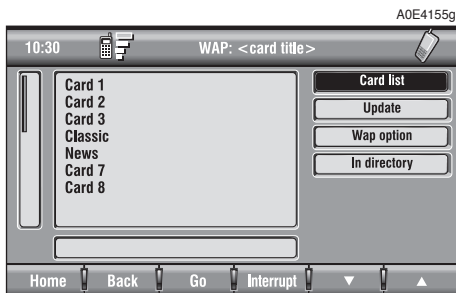 A0E4155g
10:30 WAP: <card title>
Card 1
Card 2
Card 3
Classic
News
Card 7
Card 8
Card list
Update
Wap option
In directory
Home Back Go Interrupt ▼ ▲